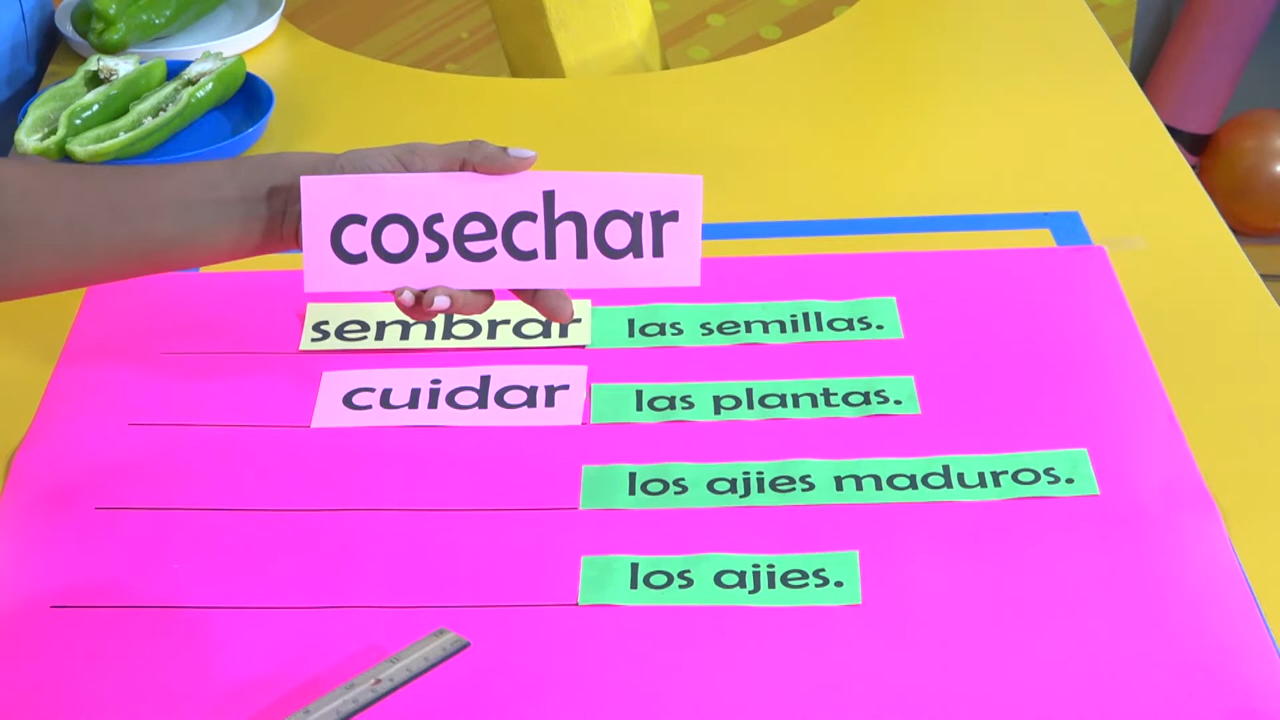 cosechar
sembrar las semillas.
cuidar las plantas.
los ajies maduros.
los ajies.